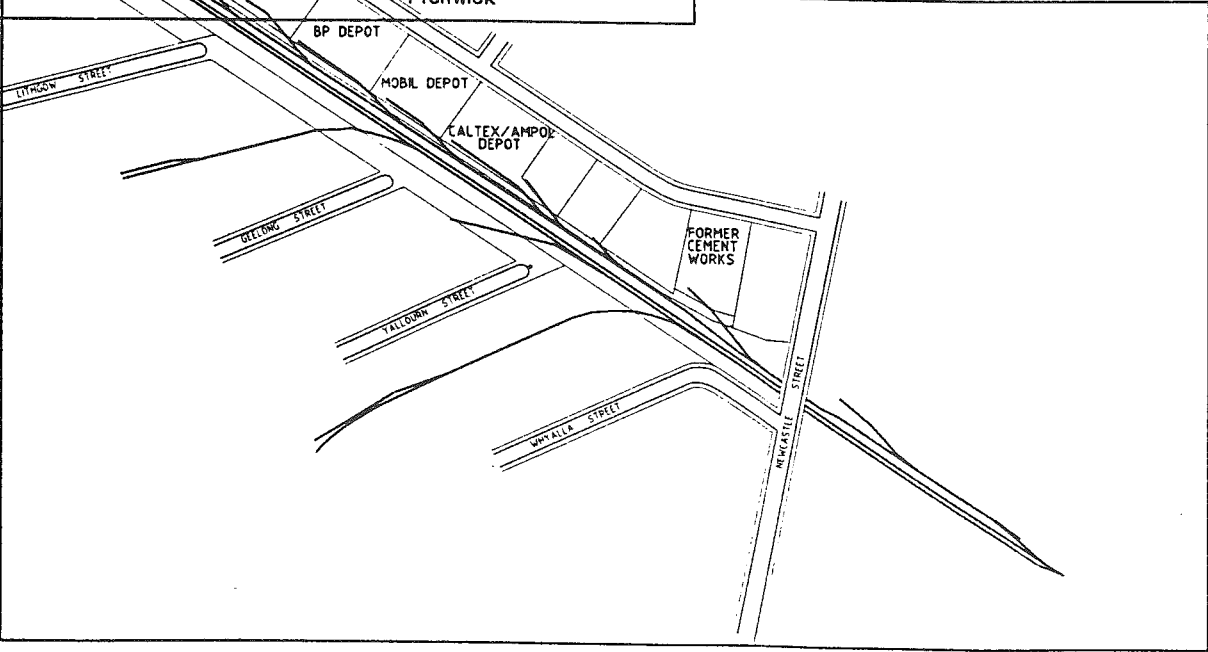 BP DEPOT
LITHGOW STREET
MOBIL DEPOT
CALTEX/AMPOL
DEPOT
GEELONG STREET
FORMER
CEMENT
WORKS
YALLOURN STREET
WHYALLA STREET
NEWCASTLE STREET